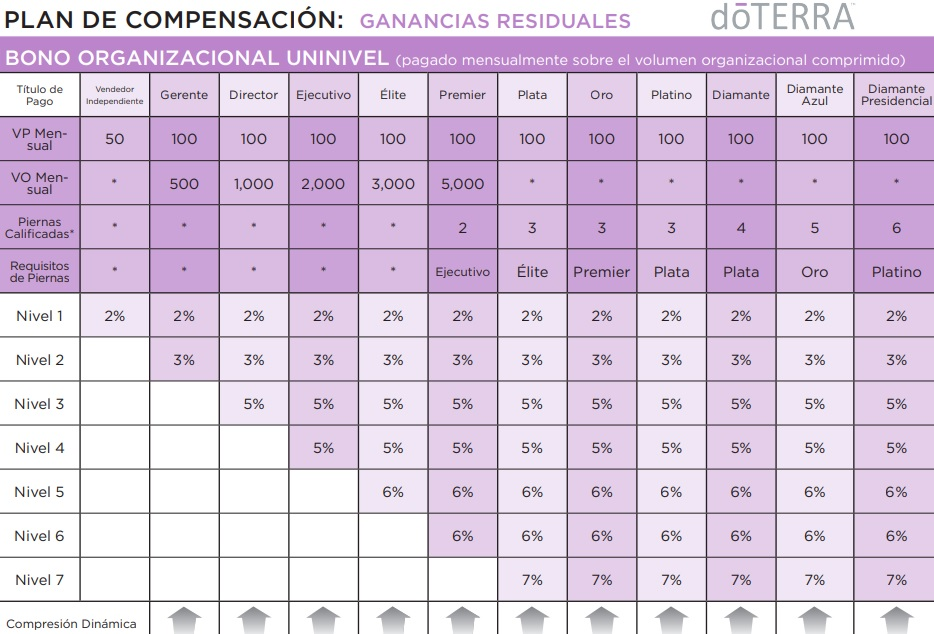 PLAN DE COMPENSACIÓN: GANANCIAS RESIDUALES dōTERRA™
BONO ORGANIZACIONAL UNINIVEL (pagado mensualmente sobre el volumen organizacional comprimido)
Título de Pago Vendedor Independiente Gerente Director Ejecutivo Élite Premier Plata Oro Platino Diamante Diamante Azul Diamante Presidencial
VP Men-sual 50 100 100 100 100 100 100 100 100 100 100 100
VO Men-sual * 500 1,000 2,000 3,000 5,000 * * * * * *
Piernas Calificadas* * * * * * 2 3 3 3 4 5 6
Requisitos de Piernas * * * * * Ejecutivo Élite Premier Plata Plata Oro Platino
Nivel 1 2% 2% 2% 2% 2% 2% 2% 2% 2% 2% 2% 2%
Nivel 2 3% 3% 3% 3% 3% 3% 3% 3% 3% 3% 3%
Nivel 3 5% 5% 5% 5% 5% 5% 5% 5% 5% 5%
Nivel 4 5% 5% 5% 5% 5% 5% 5% 5% 5%
Nivel 5 6% 6% 6% 6% 6% 6% 6% 6%
Nivel 6 6% 6% 6% 6% 6% 6% 6%
Nivel 7 7% 7% 7% 7% 7% 7%
Compresión Dinámica